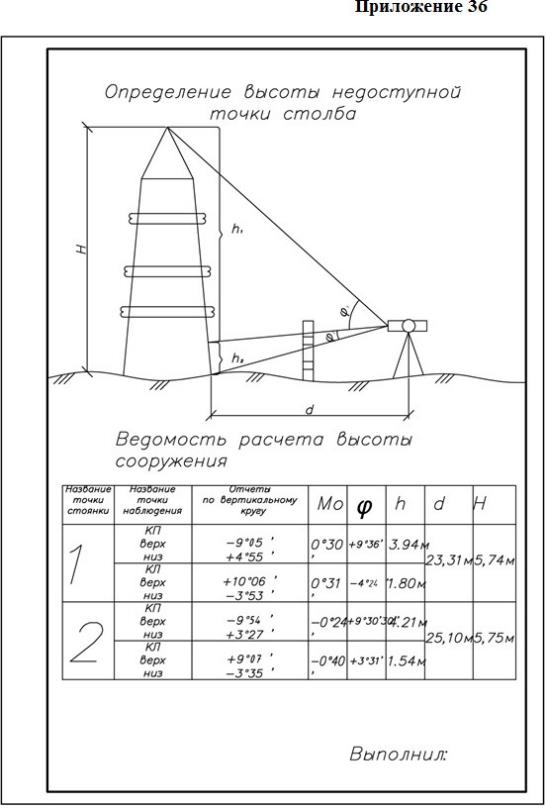 Приложение 36
Определение высоты недоступной
точки столба
H
h₁
φ
φ
h₂
d
Ведомость расчета высоты
сооружения
Название точки стоянки Название точки наблюдения Отчеты по вертикальному кругу Мо φ h d H
1 КП
верх -9°05 '
низ +4°55 '
0°30 ' +9°36' 3.94м
КЛ
верх +10°06 '
низ -3°53 '
0°31 ' -4°24 ' 1.80м
23,31м 5,74м
2 КП
верх -9°54 '
низ +3°27 '
-0°24 ' +9°30'30" 4.21м
КЛ
верх +9°07 '
низ -3°35 '
-0°40 ' +3°31' 1.54м
25,10м 5,75м
Выполнил: